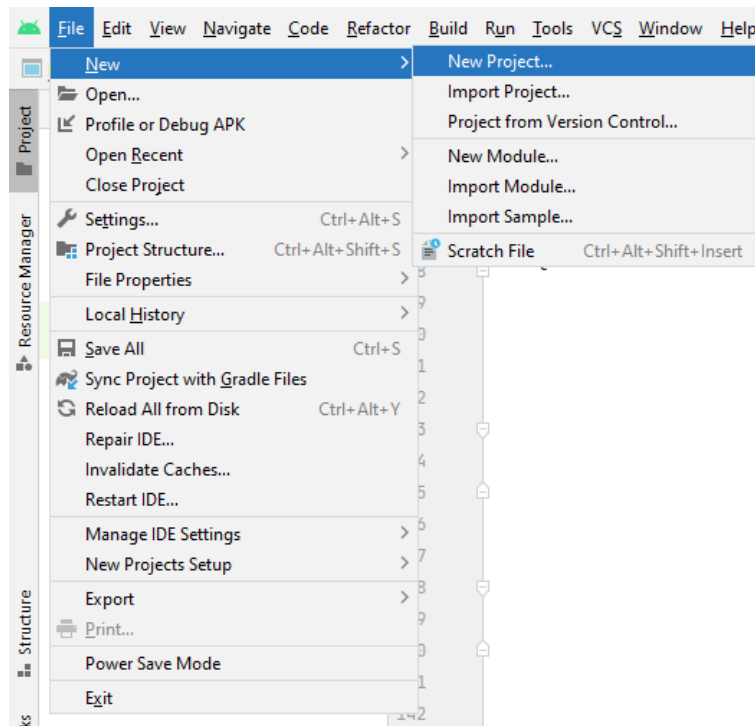 File Edit View Navigate Code Refactor Build Run Tools VCS Window Help
New
Open...
Profile or Debug APK
Open Recent
Close Project
Settings... Ctrl+Alt+S
Project Structure... Ctrl+Alt+Shift+S
File Properties
Local History
Save All Ctrl+S
Sync Project with Gradle Files
Reload All from Disk Ctrl+Alt+Y
Repair IDE...
Invalidate Caches...
Restart IDE...
Manage IDE Settings
New Projects Setup
Export
Print...
Power Save Mode
Exit
New Project...
Import Project...
Project from Version Control...
New Module...
Import Module...
Import Sample...
Scratch File Ctrl+Alt+Shift+Insert
Project
Resource Manager
Structure